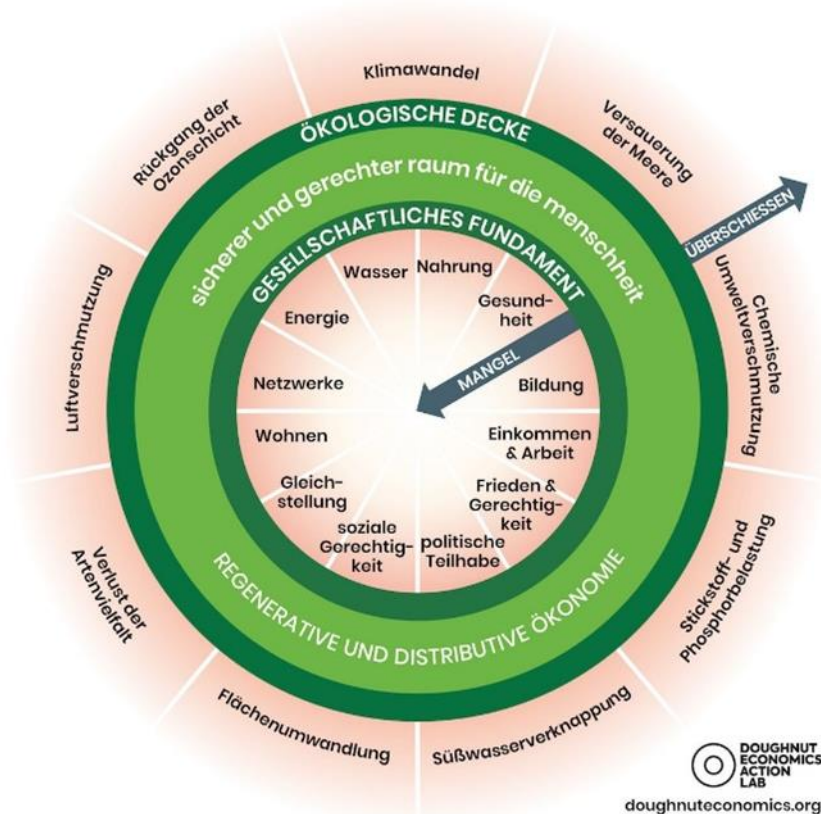 Klimawandel
Versauerung
der Meere
ÜBERSCHIESSEN
Chemische
Umweltverschmutzung
Stickstoff- und
Phosphorbelastung
Süßwasserverknappung
Flächenumwandlung
Verlust der
Artenvielfalt
Luftverschmutzung
Rückgang der
Ozonschicht
ÖKOLOGISCHE DECKE
sicherer und gerechter raum für die menschheit
GESELLSCHAFTLICHES FUNDAMENT
Wasser
Nahrung
Gesund-
heit
MANGEL
Bildung
Einkommen
& Arbeit
Frieden &
Gerechtig-
keit
politische
Teilhabe
soziale
Gerechtig-
keit
Gleich-
stellung
Wohnen
Netzwerke
Energie
REGENERATIVE UND DISTRIBUTIVE ÖKONOMIE
DOUGHNUT
ECONOMICS
ACTION
LAB
doughnuteconomics.org